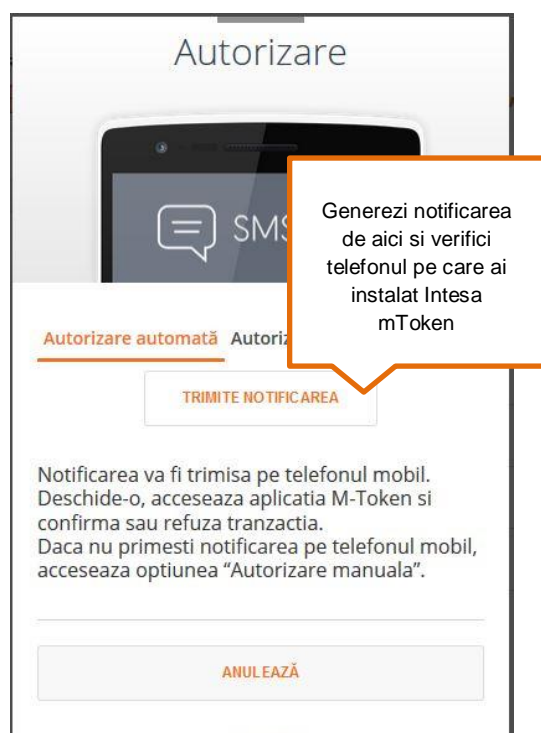 Autorizare
SMS
Generezi notificarea
de aici si verifici
telefonul pe care ai
instalat Intesa
mToken
Autorizare automată
TRIMITE NOTIFICAREA
Notificarea va fi trimisa pe telefonul mobil.
Deschide-o, acceseaza aplicatia M-Token si
confirma sau refuza tranzactia.
Daca nu primesti notificarea pe telefonul mobil,
acceseaza optiunea “Autorizare manuala”.
ANULEAZĂ